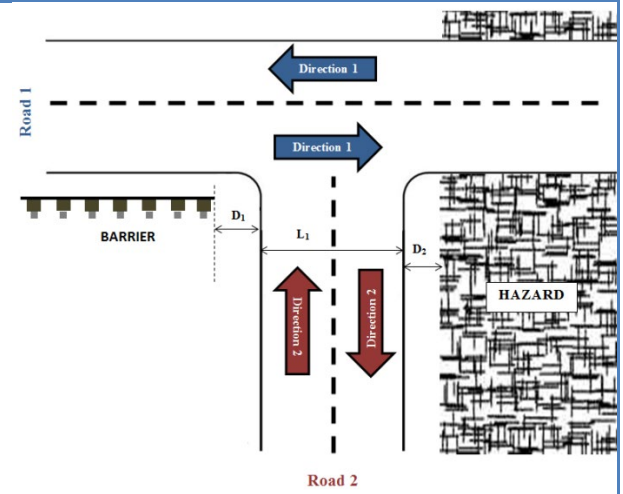 Direction 1
Road 1
Direction 1
D1
L1
D2
BARRIER
HAZARD
Direction 2
Direction 2
Road 2